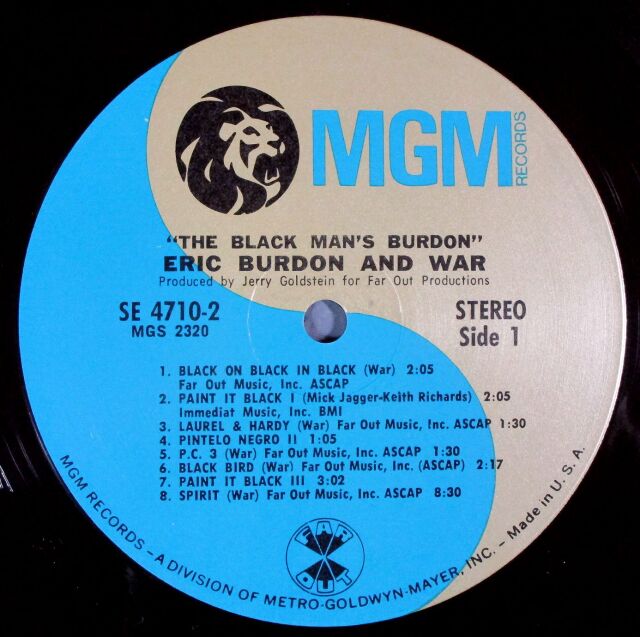 MGM
RECORDS
"THE BLACK MAN'S BURDON"
ERIC BURDON AND WAR
Produced by Jerry Goldstein for Far Out Productions
SE 4710-2
MGS 2320
STEREO
Side 1
1. BLACK ON BLACK IN BLACK (War) 2:05
Far Out Music, Inc. ASCAP
2. PAINT IT BLACK I (Mick Jagger-Keith Richards) 2:05
Immediat Music, Inc. BMI
3. LAUREL & HARDY (War) Far Out Music, Inc. ASCAP 1:30
4. PINTELO NEGRO II 1:05
5. P.C. 3 (War) Far Out Music, Inc. ASCAP 1:30
6. BLACK BIRD (War) Far Out Music, Inc. (ASCAP) 2:17
7. PAINT IT BLACK III 3:02
8. SPIRIT (War) Far Out Music, Inc. ASCAP 8:30
FAR
OUT
MGM RECORDS – A DIVISION OF METRO-GOLDWYN-MAYER, INC. – Made in U. S. A.